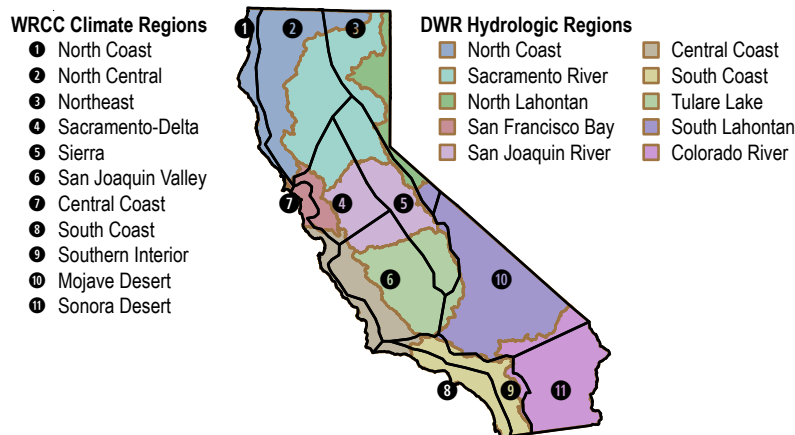 WRCC Climate Regions
1 North Coast
2 North Central
3 Northeast
4 Sacramento-Delta
5 Sierra
6 San Joaquin Valley
7 Central Coast
8 South Coast
9 Southern Interior
10 Mojave Desert
11 Sonora Desert
DWR Hydrologic Regions
North Coast
Sacramento River
North Lahontan
San Francisco Bay
San Joaquin River
Central Coast
South Coast
Tulare Lake
South Lahontan
Colorado River
1
2
3
7
4
5
6
10
8
9
11